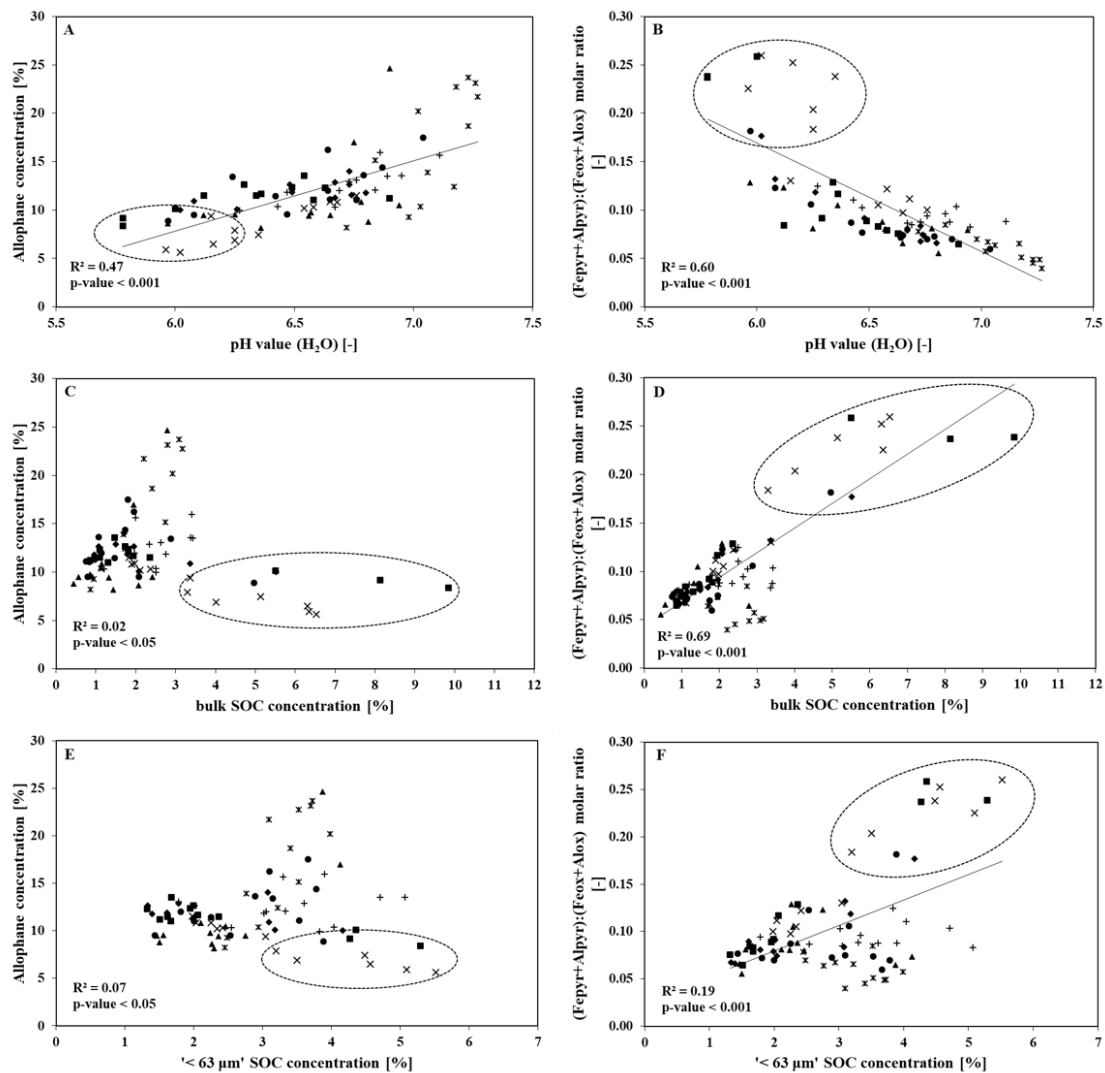 A
Allophane concentration [%]
30
25
20
15
10
5
0
R² = 0.47
p-value < 0.001
5.5 6.0 6.5 7.0 7.5
pH value (H₂O) [-]
B
(Fepyr+Alpyr):(Feox+Alox) molar ratio
[-]
0.30
0.25
0.20
0.15
0.10
0.05
0.00
R² = 0.60
p-value < 0.001
5.5 6.0 6.5 7.0 7.5
pH value (H₂O) [-]
C
Allophane concentration [%]
30
25
20
15
10
5
0
R² = 0.02
p-value < 0.05
0 1 2 3 4 5 6 7 8 9 10 11 12
bulk SOC concentration [%]
D
(Fepyr+Alpyr):(Feox+Alox) molar ratio
[-]
0.30
0.25
0.20
0.15
0.10
0.05
0.00
R² = 0.69
p-value < 0.001
0 1 2 3 4 5 6 7 8 9 10 11 12
bulk SOC concentration [%]
E
Allophane concentration [%]
30
25
20
15
10
5
0
R² = 0.07
p-value < 0.05
0 1 2 3 4 5 6 7
'< 63 µm' SOC concentration [%]
F
(Fepyr+Alpyr):(Feox+Alox) molar ratio
[-]
0.30
0.25
0.20
0.15
0.10
0.05
0.00
R² = 0.19
p-value < 0.001
0 1 2 3 4 5 6 7
'< 63 µm' SOC concentration [%]